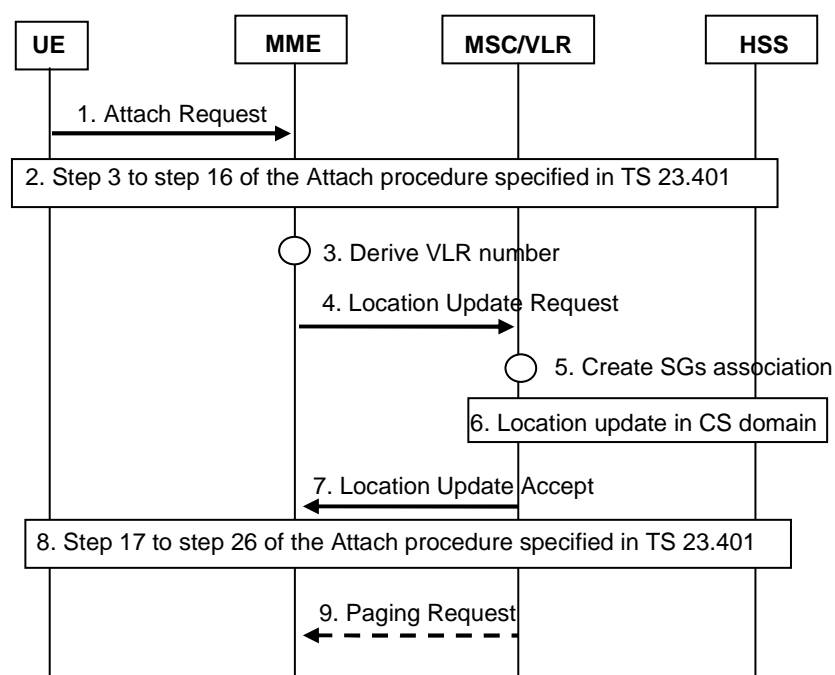 UE
MME
MSC/VLR
HSS
1. Attach Request
2. Step 3 to step 16 of the Attach procedure specified in TS 23.401
3. Derive VLR number
4. Location Update Request
5. Create SGs association
6. Location update in CS domain
7. Location Update Accept
8. Step 17 to step 26 of the Attach procedure specified in TS 23.401
9. Paging Request